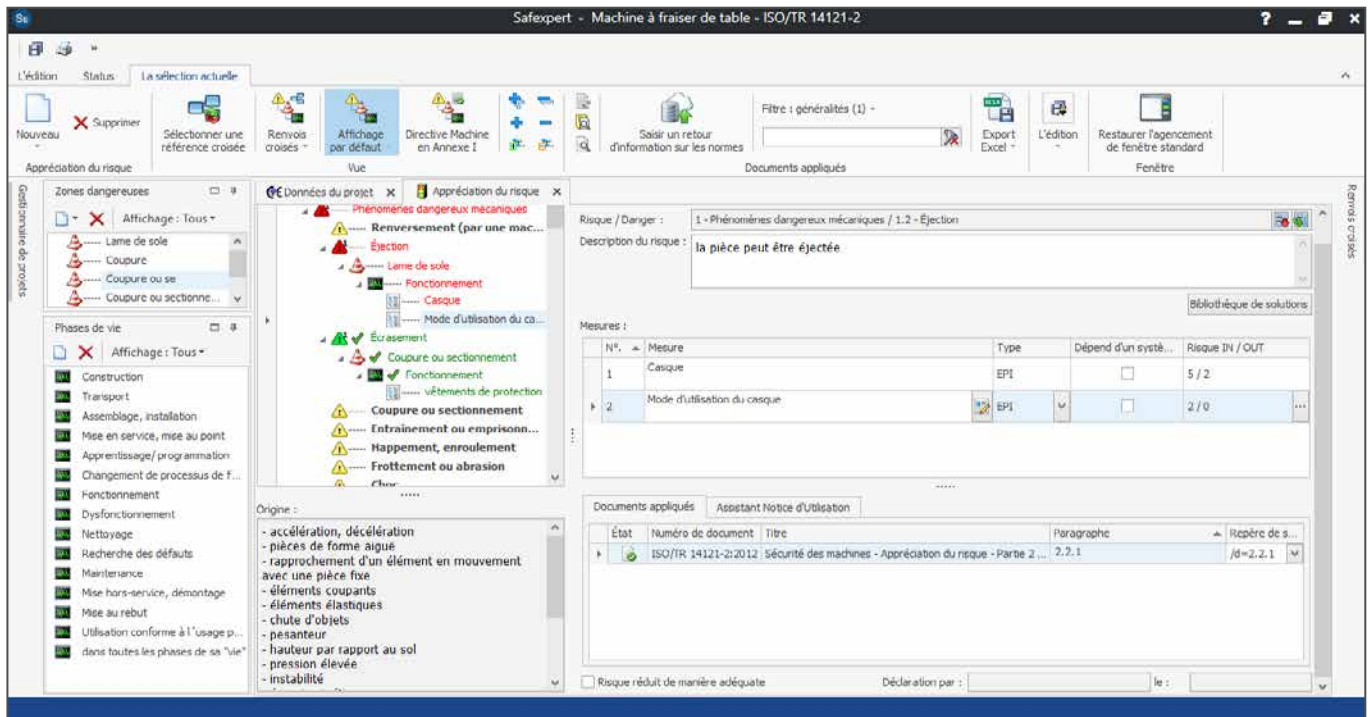 Se Safexpert - Machine à fraiser de table - ISO/TR 14121-2 ?
L'édition Status La sélection actuelle
Nouveau
Supprimer
Sélectionner une référence croisée
Renvois croisés
Affichage par défaut
Directive Machine en Annexe I
Saisir un retour d'information sur les normes
Filtre : généralités (1)
Export Excel
L'édition
Restaurer l'agencement de fenêtre standard
Appréciation du risque Vue Documents appliqués Fenêtre
Gestionnaire de projets
Zones dangereuses
Affichage : Tous
Lame de sole
Coupure
Coupure ou se
Coupure ou sectionne...
Phases de vie
Affichage : Tous
Construction
Transport
Assemblage, installation
Mise en service, mise au point
Apprentissage/ programmation
Changement de processus de f...
Fonctionnement
Dysfonctionnement
Nettoyage
Recherche des défauts
Maintenance
Mise hors-service, démontage
Mise au rebut
Utilisation conforme à l'usage p...
dans toutes les phases de sa "vie"
Données du projet x Appréciation du risque x
Phénomènes dangereux mécaniques
Renversement (par une mac...
Éjection
Lame de sole
Fonctionnement
Casque
Mode d'utilisation du ca...
Écrasement
Coupure ou sectionnement
Fonctionnement
vêtements de protection
Coupure ou sectionnement
Entraînement ou emprisonn...
Happement, enroulement
Frottement ou abrasion
Choc
Origine :
- accélération, décélération
- pièces de forme aiguë
- rapprochement d'un élément en mouvement
avec une pièce fixe
- éléments coupants
- éléments élastiques
- chute d'objets
- pesanteur
- hauteur par rapport au sol
- pression élevée
- instabilité
Risque / Danger : 1 - Phénomènes dangereux mécaniques / 1.2 - Éjection
Description du risque : la pièce peut être éjectée
Bibliothèque de solutions
Mesures :
Nº. Mesure Type Dépend d'un systè... Risque IN / OUT
1 Casque EPI 5 / 2
2 Mode d'utilisation du casque EPI 2 / 0 ...
Documents appliqués Assistant Notice d'Utilisation
État Numéro de document Titre Paragraphe Repère de s...
ISO/TR 14121-2:2012 Sécurité des machines - Appréciation du risque - Partie 2 ... 2.2.1 /d=2.2.1
Risque réduit de manière adéquate Déclaration par : le :
Renvois croisés